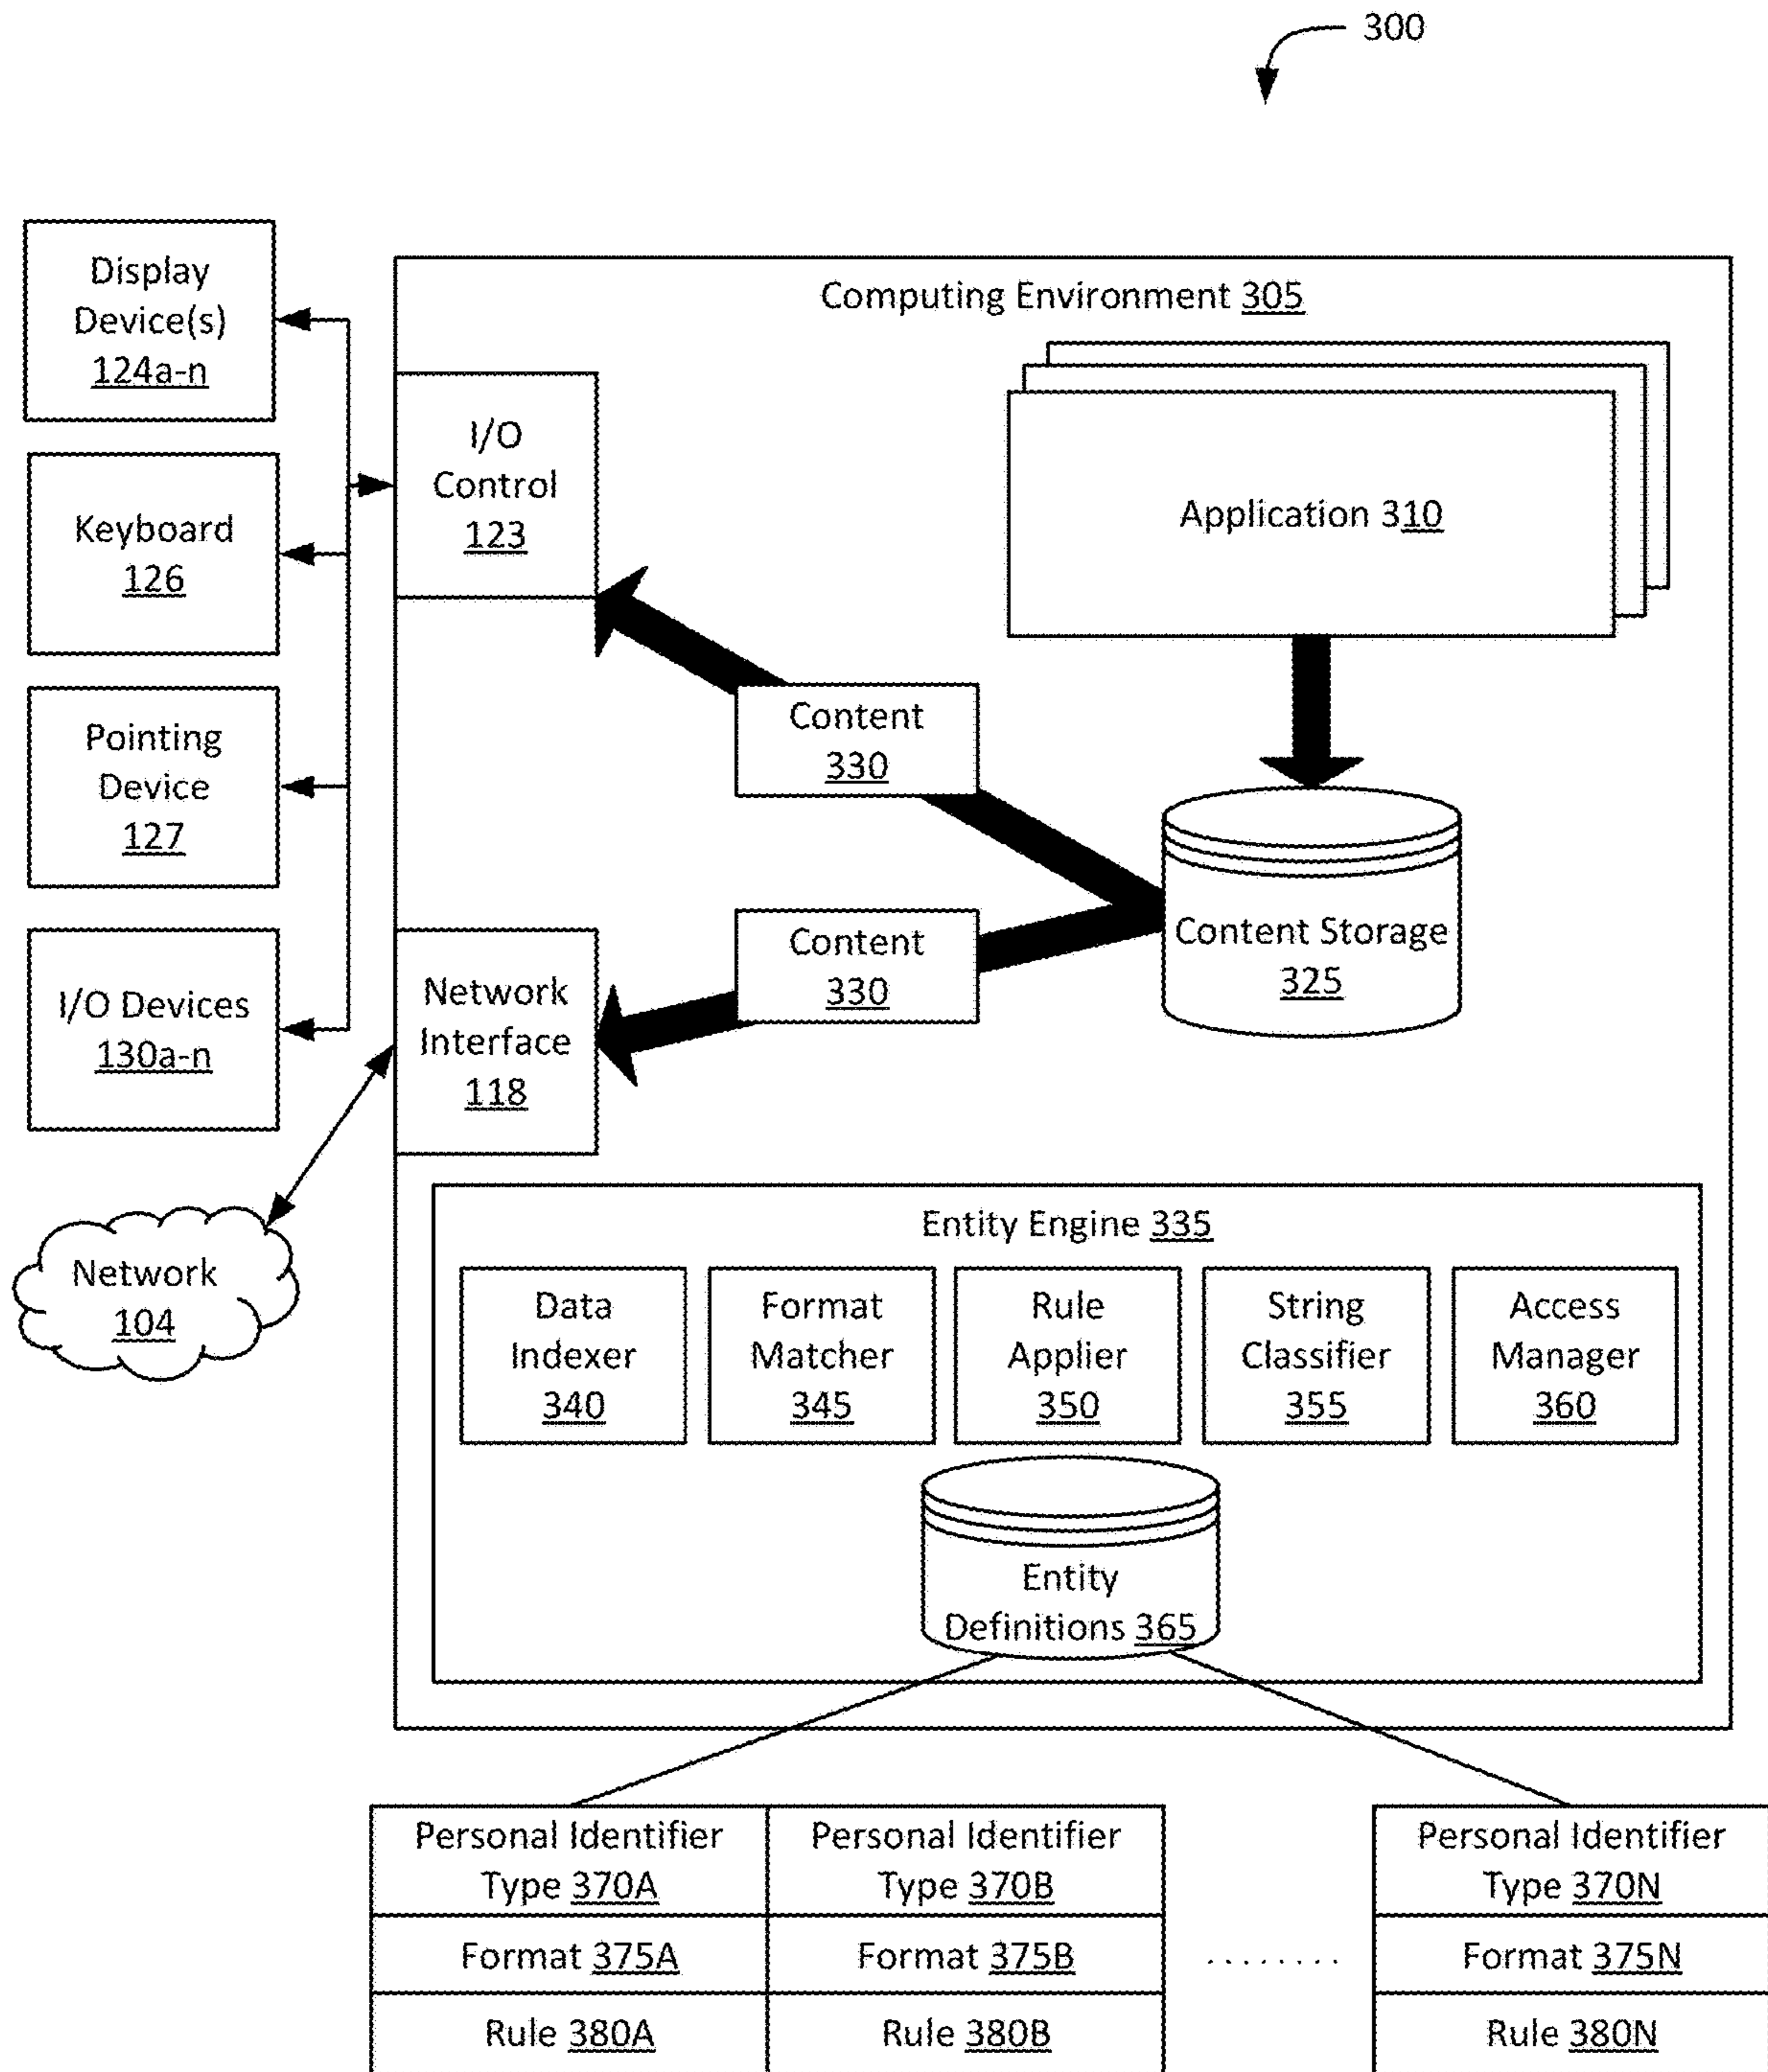 300
Display
Device(s)
124a-n
Keyboard
126
Pointing
Device
127
I/O Devices
130a-n
Network
104
Computing Environment 305
I/O
Control
123
Application 310
Content
330
Content
330
Content Storage
325
Network
Interface
118
Entity Engine 335
Data
Indexer
340
Format
Matcher
345
Rule
Applier
350
String
Classifier
355
Access
Manager
360
Entity
Definitions 365
Personal Identifier
Type 370A
Format 375A
Rule 380A
Personal Identifier
Type 370B
Format 375B
Rule 380B
........
Personal Identifier
Type 370N
Format 375N
Rule 380N